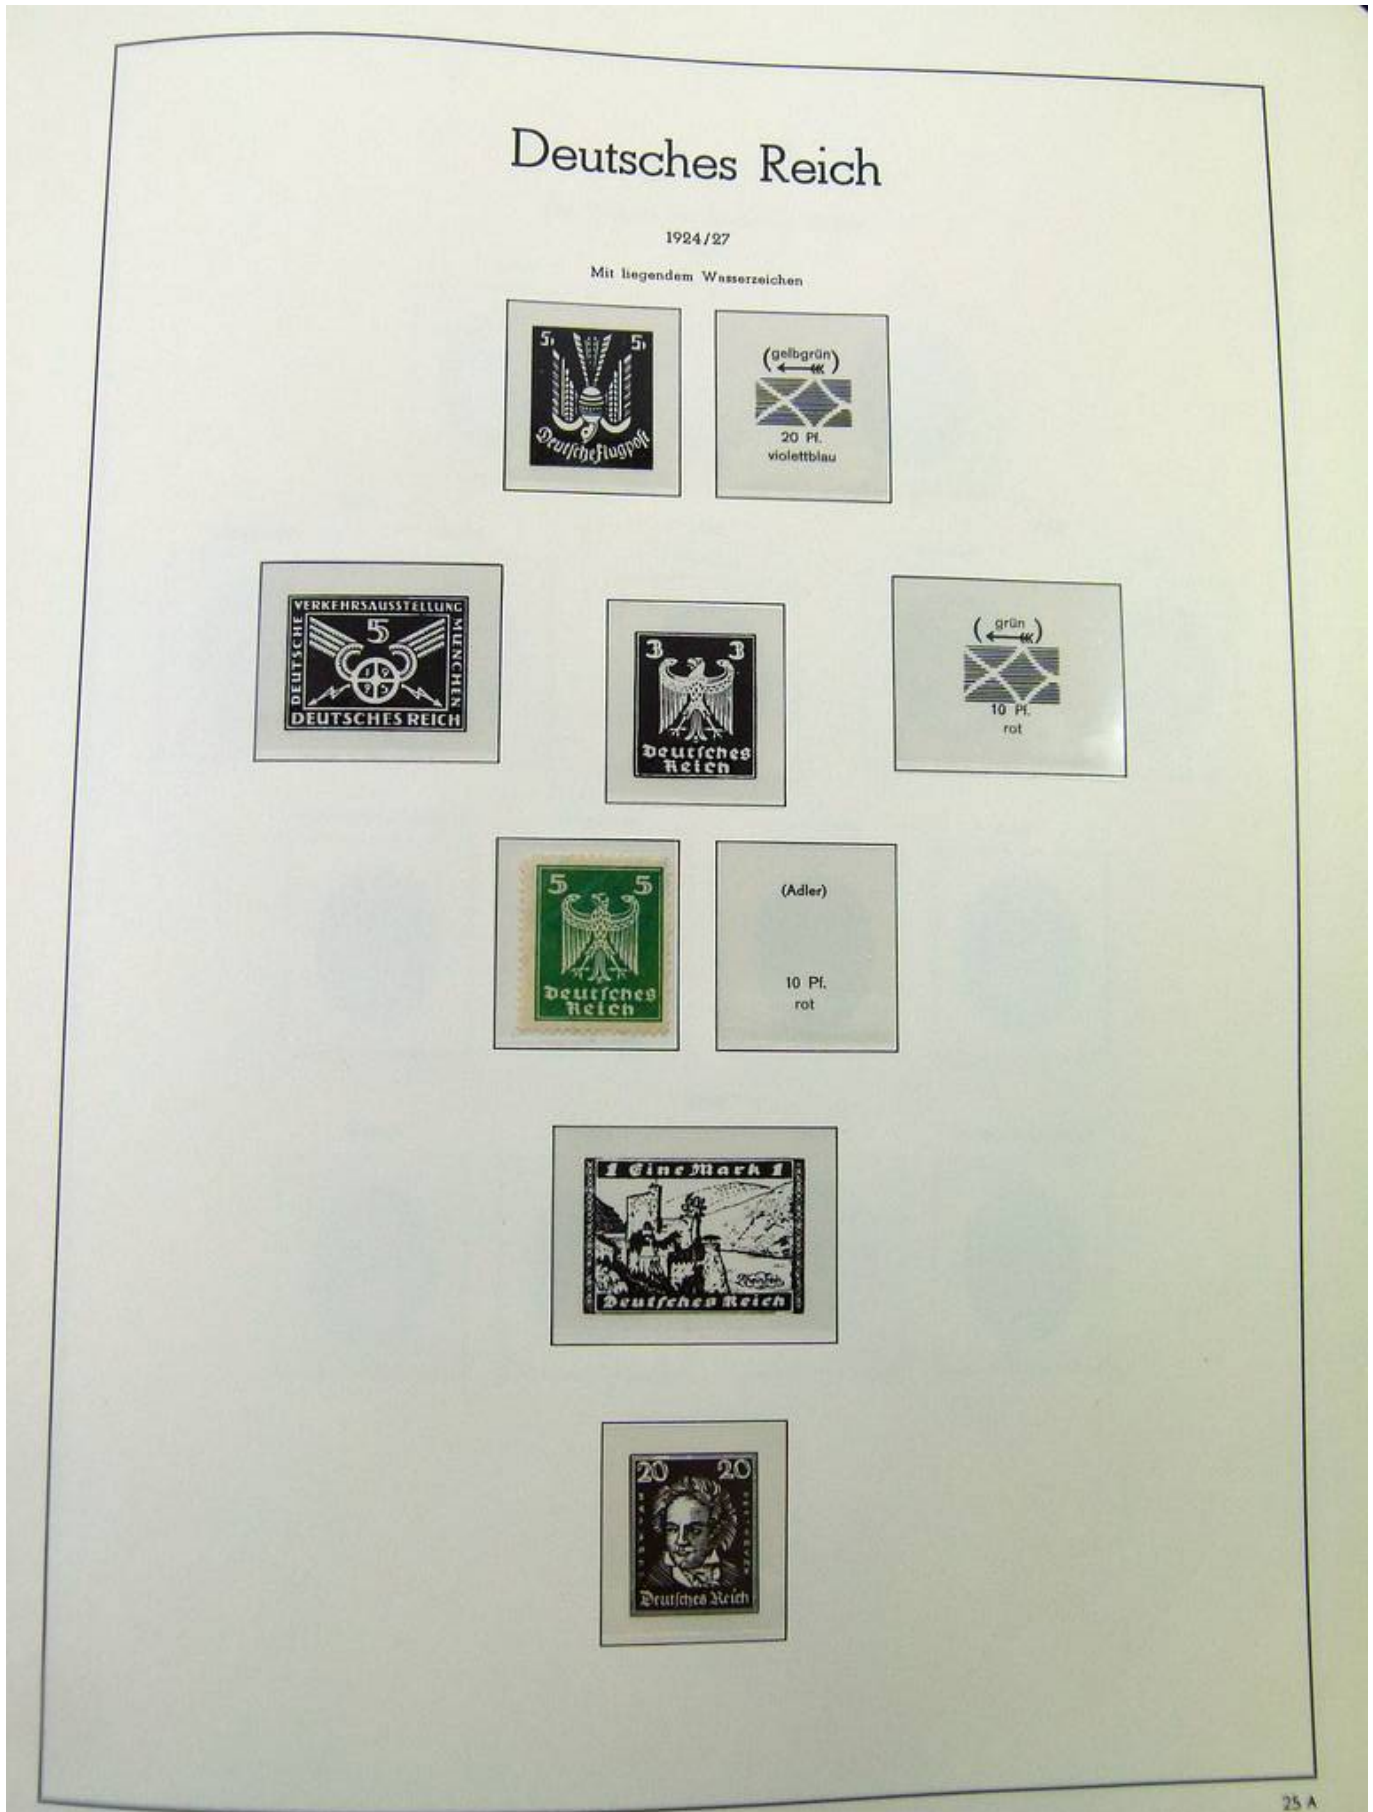 Deutsches Reich
1924/27
Mit liegendem Wasserzeichen
5 5
Deutsche Flugpost
(gelbgrün)
20 Pf.
violettblau
DEUTSCHE VERKEHRSAUSSTELLUNG MÜNCHEN
5
1925
DEUTSCHES REICH
3 3
Deutsches
Reich
(grün)
10 Pf.
rot
5 5
Deutsches
Reich
(Adler)
10 Pf.
rot
1 Eine Mark 1
Rheinstein
Deutsches Reich
20 20
Deutsches Reich
25 A